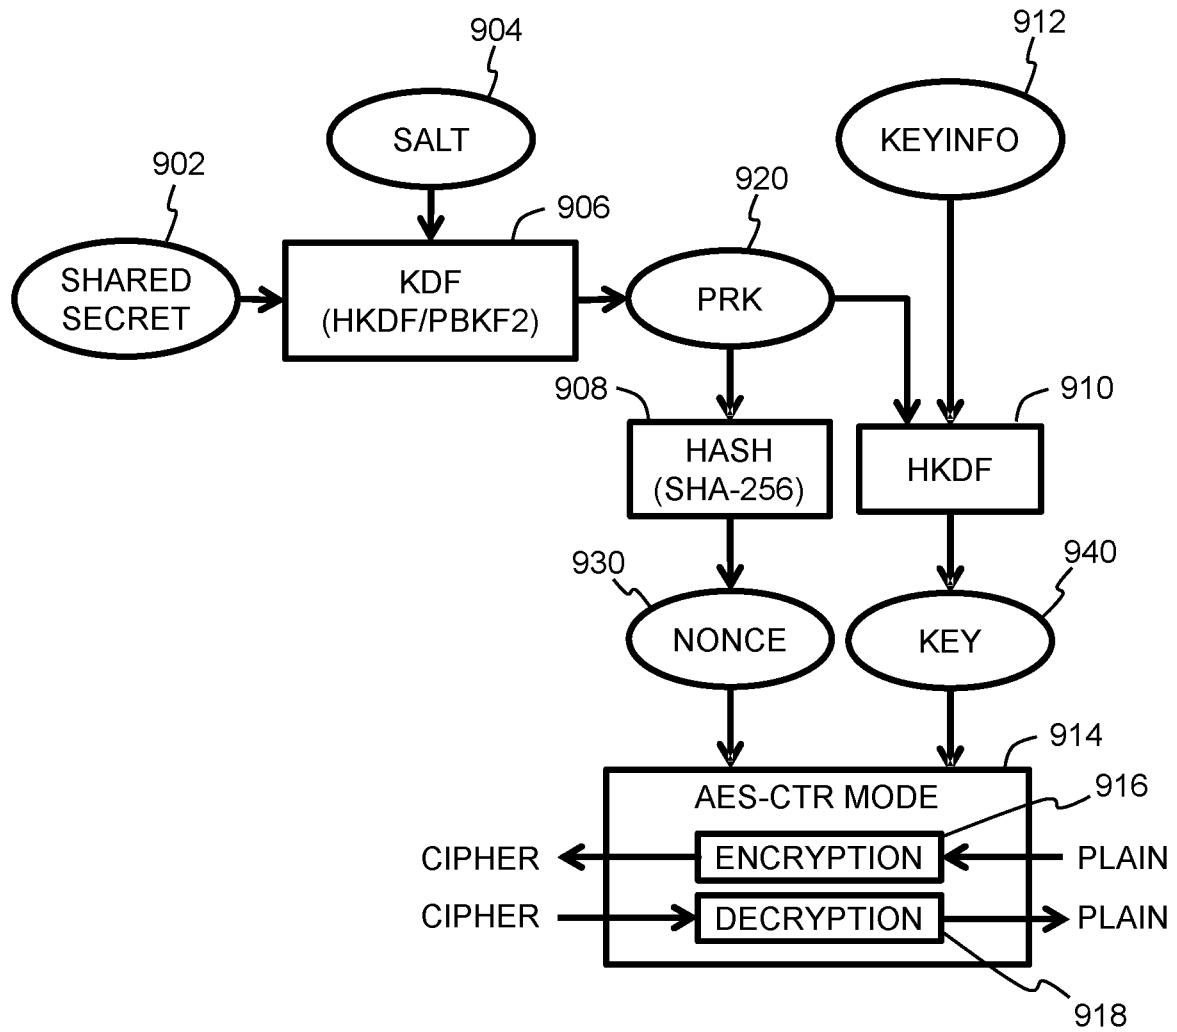 904
912
SALT
KEYINFO
902
920
906
SHARED
SECRET
KDF
(HKDF/PBKF2)
PRK
908
910
HASH
(SHA-256)
HKDF
930
940
NONCE
KEY
914
AES-CTR MODE
916
CIPHER
ENCRYPTION
PLAIN
CIPHER
DECRYPTION
PLAIN
918